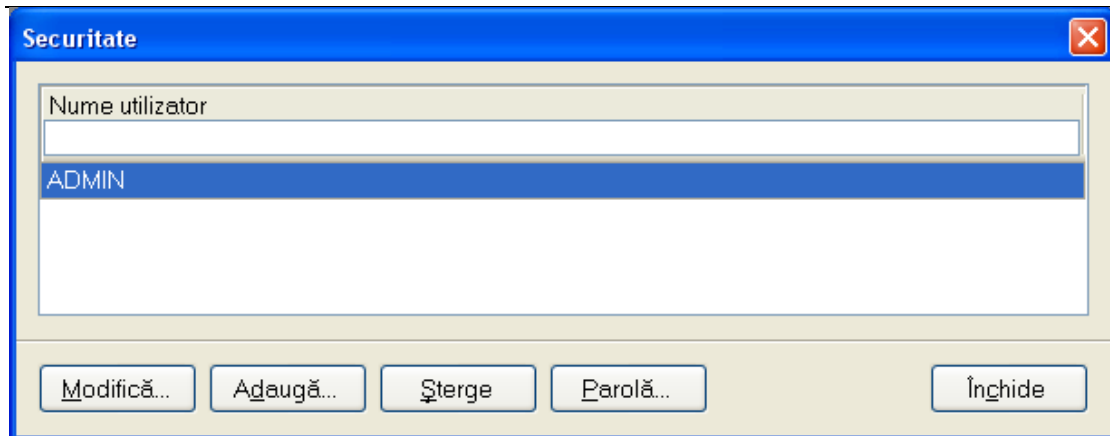 Securitate
Nume utilizator
ADMIN
Modifică... Adaugă... Şterge Parolă... Închide